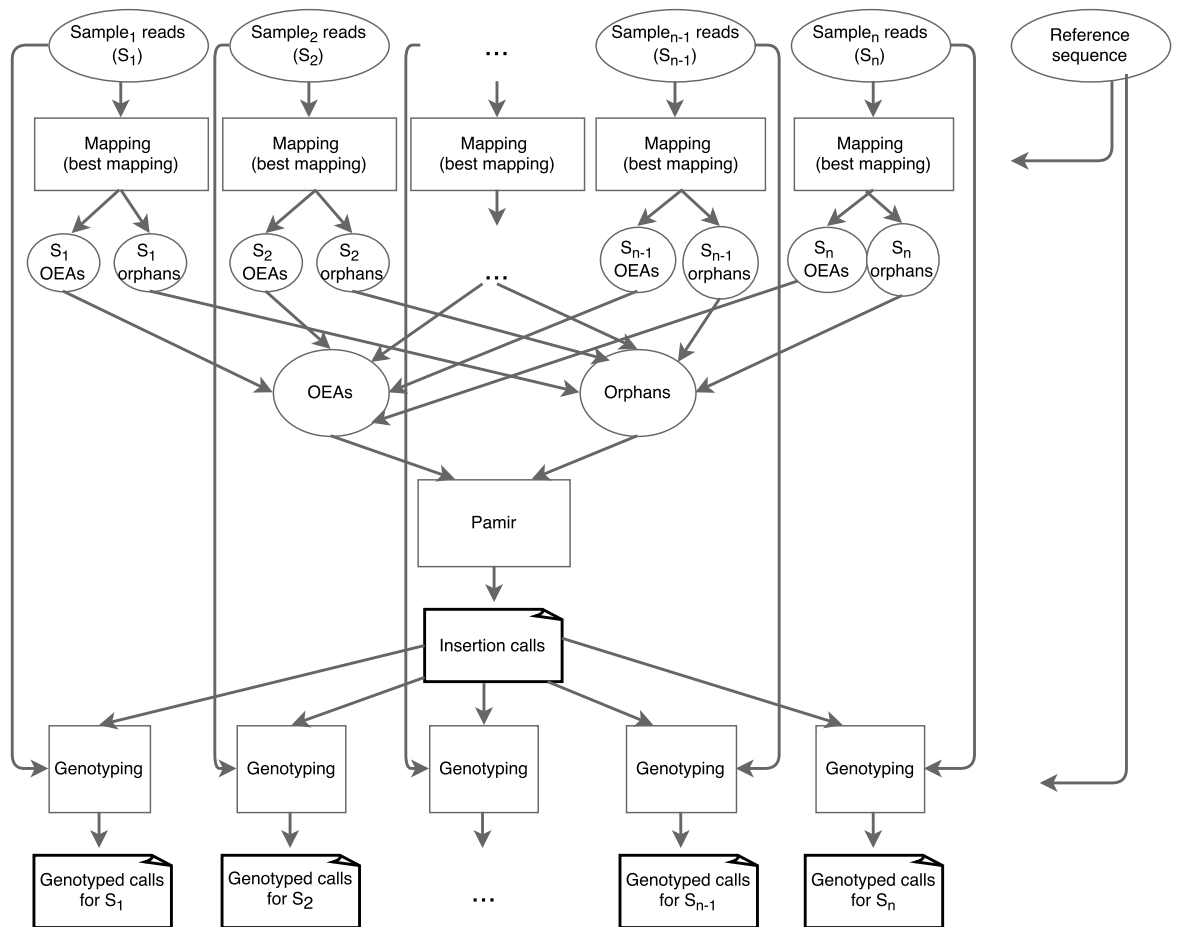 Sample1 reads
(S1)
Sample2 reads
(S2)
...
Samplen-1 reads
(Sn-1)
Samplen reads
(Sn)
Reference
sequence
Mapping
(best mapping)
Mapping
(best mapping)
Mapping
(best mapping)
Mapping
(best mapping)
Mapping
(best mapping)
S1
OEAs
S1
orphans
S2
OEAs
S2
orphans
...
Sn-1
OEAs
Sn-1
orphans
Sn
OEAs
Sn
orphans
OEAs
Orphans
Pamir
Insertion calls
Genotyping
Genotyping
Genotyping
Genotyping
Genotyping
Genotyped calls
for S1
Genotyped calls
for S2
...
Genotyped calls
for Sn-1
Genotyped calls
for Sn